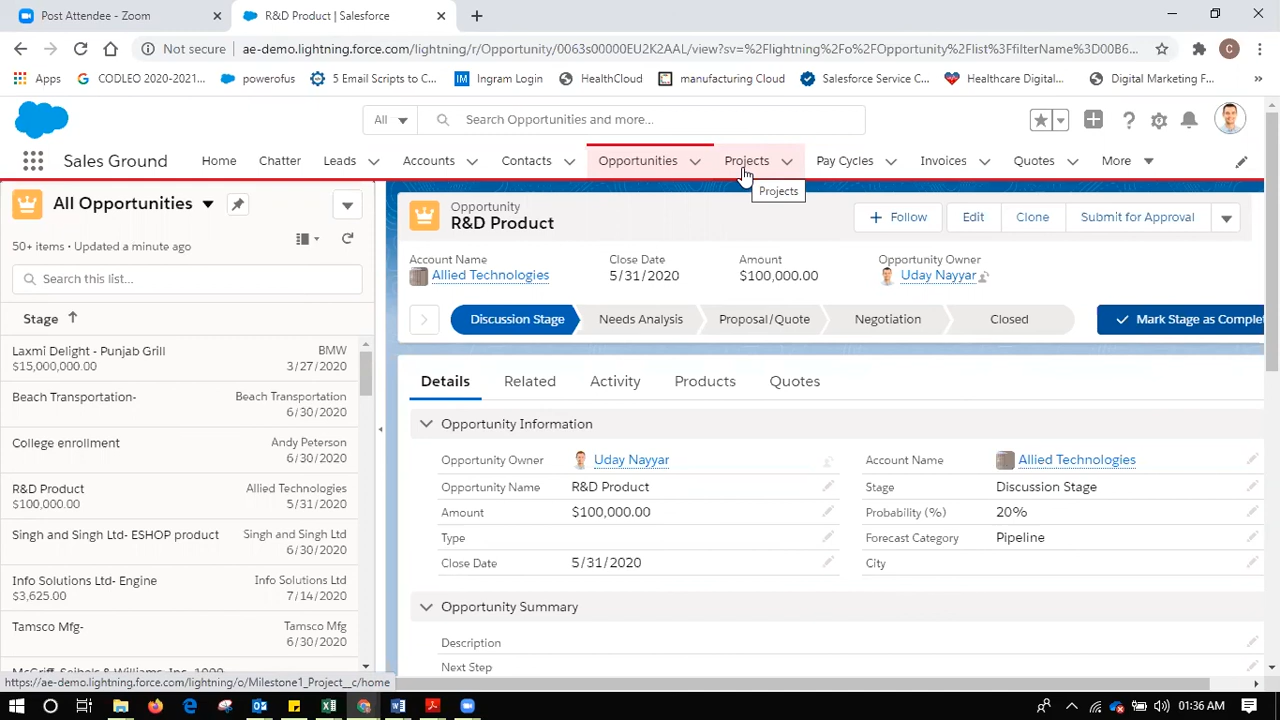 Post Attendee - Zoom
R&D Product | Salesforce
Not secure
ae-demo.lightning.force.com/lightning/r/Opportunity/0063s00000EU2K2AAL/view?sv=%2Flightning%2Fo%2FOpportunity%2Flist%3FfilterName%3D00B6...
Apps
CODLEO 2020-2021...
powerofus
5 Email Scripts to C...
Ingram Login
HealthCloud
manufacturing Cloud
Salesforce Service C...
Healthcare Digital...
Digital Marketing F...
All
Search Opportunities and more...
Sales Ground
Home
Chatter
Leads
Accounts
Contacts
Opportunities
Projects
Pay Cycles
Invoices
Quotes
More
Projects
All Opportunities
50+ items • Updated a minute ago
Search this list...
Stage
Laxmi Delight - Punjab Grill
BMW
$15,000,000.00
3/27/2020
Beach Transportation-
Beach Transportation
6/30/2020
College enrollment
Andy Peterson
6/30/2020
R&D Product
Allied Technologies
$100,000.00
5/31/2020
Singh and Singh Ltd- ESHOP product
Singh and Singh Ltd
6/30/2020
Info Solutions Ltd- Engine
Info Solutions Ltd
$3,625.00
7/14/2020
Tamsco Mfg-
Tamsco Mfg
6/30/2020
Opportunity
R&D Product
Follow
Edit
Clone
Submit for Approval
Account Name
Close Date
Amount
Opportunity Owner
Allied Technologies
5/31/2020
$100,000.00
Uday Nayyar
Discussion Stage
Needs Analysis
Proposal/Quote
Negotiation
Closed
Mark Stage as Complet
Details
Related
Activity
Products
Quotes
Opportunity Information
Opportunity Owner
Uday Nayyar
Account Name
Allied Technologies
Opportunity Name
R&D Product
Stage
Discussion Stage
Amount
$100,000.00
Probability (%)
20%
Type
Forecast Category
Pipeline
Close Date
5/31/2020
City
Opportunity Summary
Description
Next Step
https://ae-demo.lightning.force.com/lightning/o/Milestone1_Project__c/home
01:36 AM